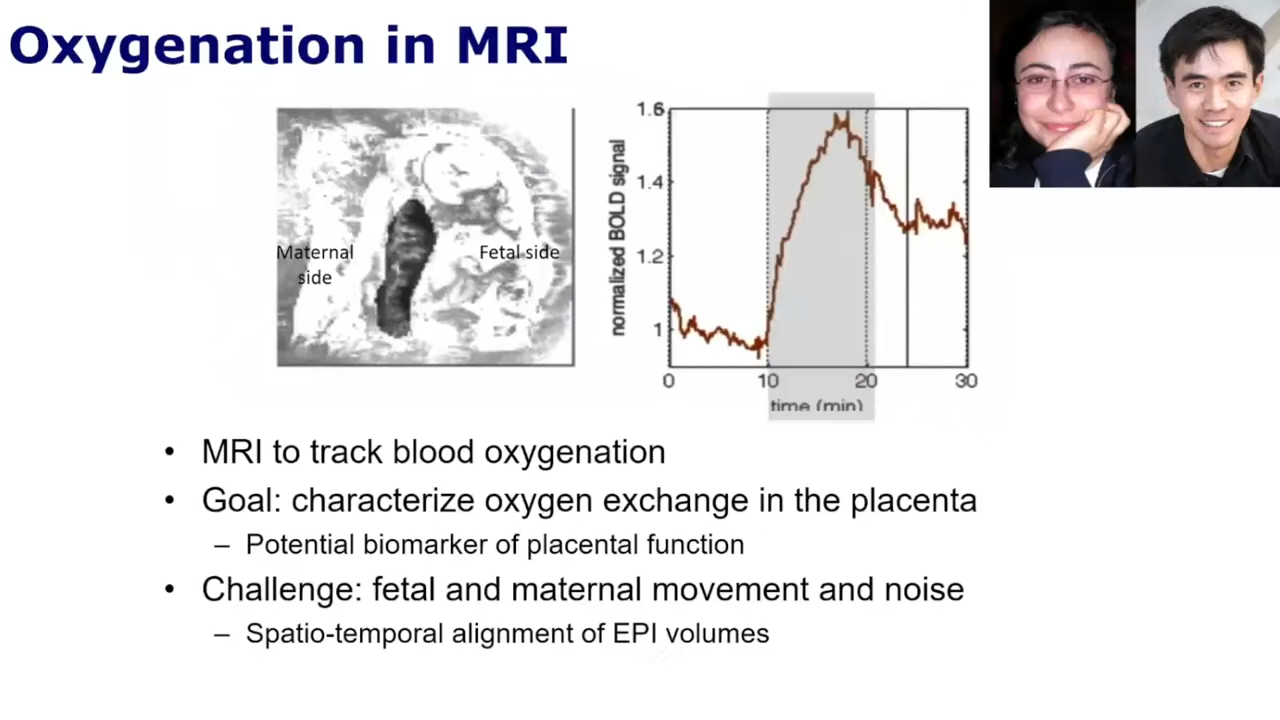 Oxygenation in MRI
Maternal
side
Fetal side
normalized BOLD signal
1.6
1.4
1.2
1
0
10
20
30
time (min)
• MRI to track blood oxygenation
• Goal: characterize oxygen exchange in the placenta
– Potential biomarker of placental function
• Challenge: fetal and maternal movement and noise
– Spatio-temporal alignment of EPI volumes